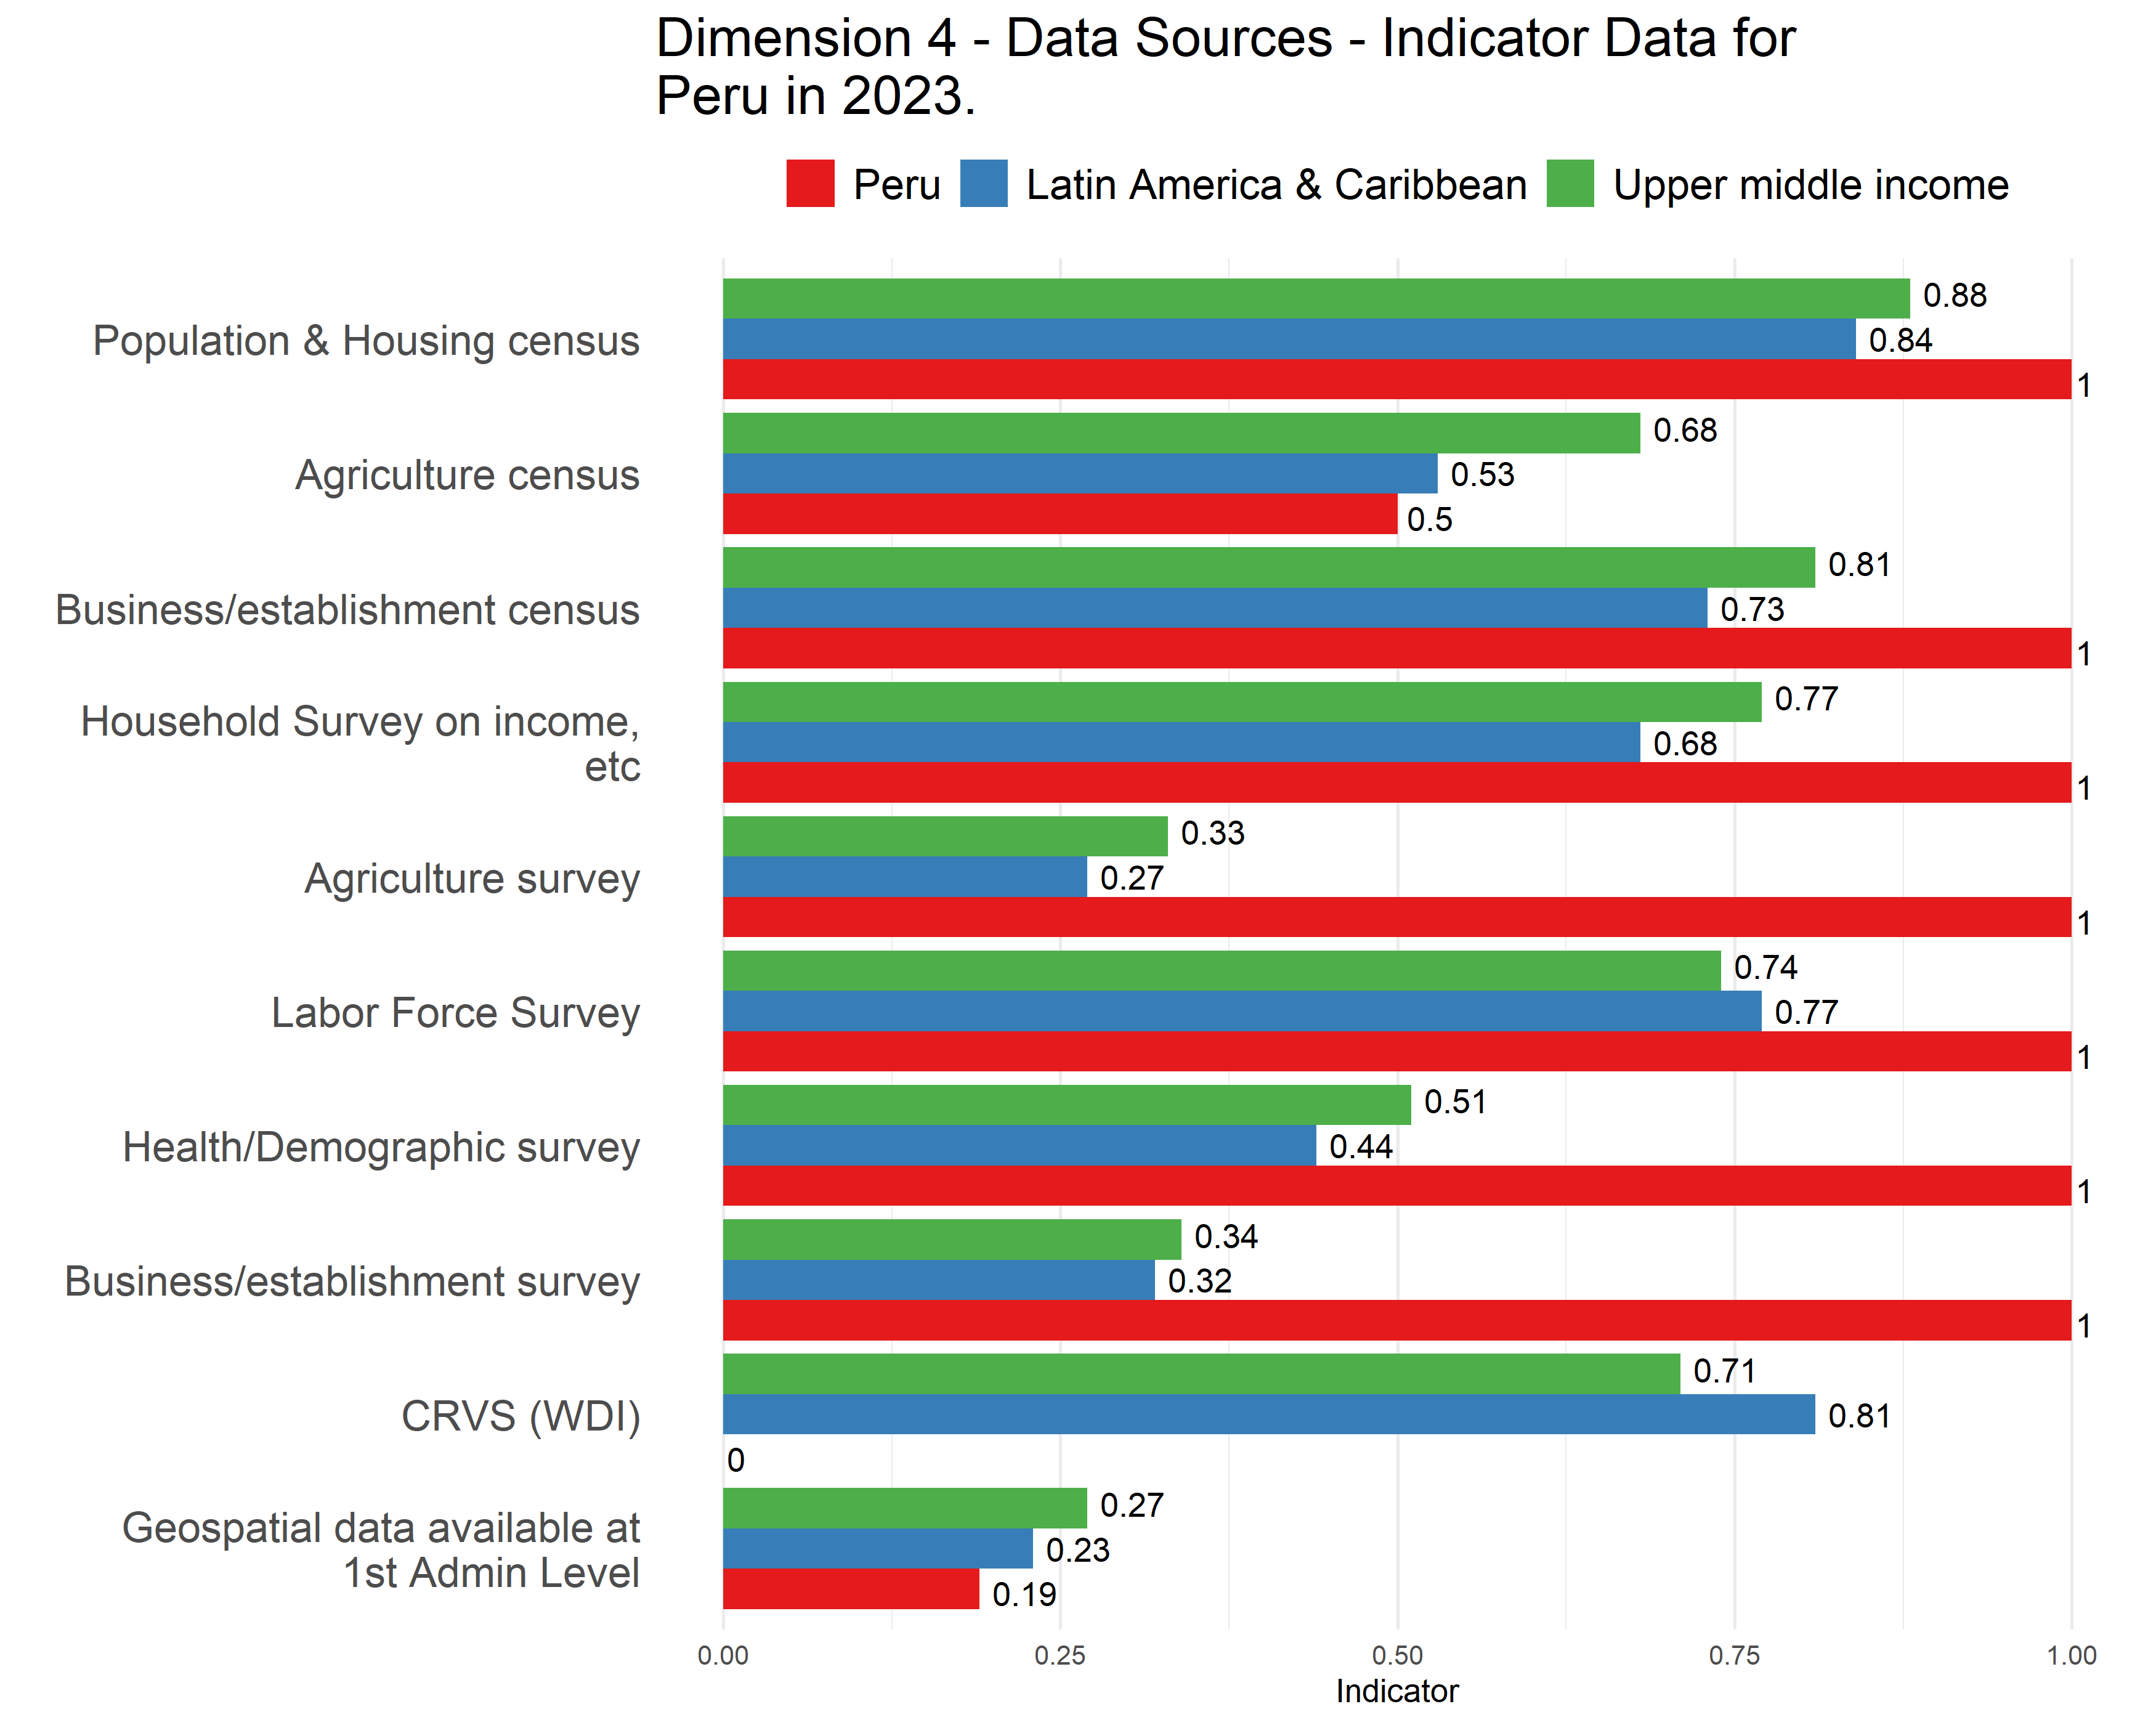 Dimension 4 - Data Sources - Indicator Data for
Peru in 2023.
Peru
Latin America & Caribbean
Upper middle income
Population & Housing census
0.88
0.84
1
Agriculture census
0.68
0.53
0.5
Business/establishment census
0.81
0.73
1
Household Survey on income,
etc
0.77
0.68
1
Agriculture survey
0.33
0.27
1
Labor Force Survey
0.74
0.77
1
Health/Demographic survey
0.51
0.44
1
Business/establishment survey
0.34
0.32
1
CRVS (WDI)
0.71
0.81
0
Geospatial data available at
1st Admin Level
0.27
0.23
0.19
0.00
0.25
0.50
0.75
1.00
Indicator